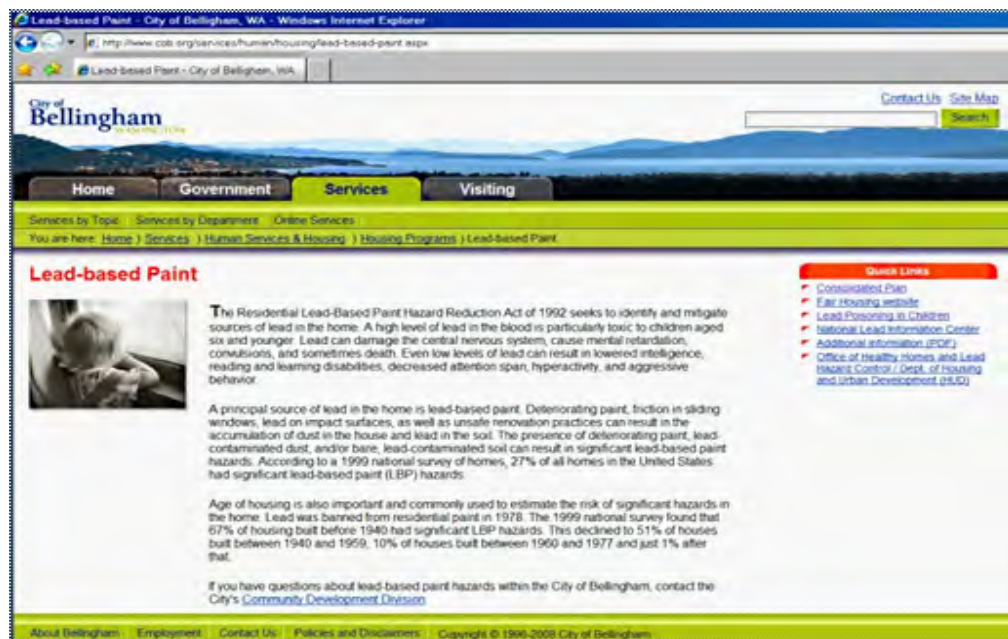 Lead-based Paint - City of Bellingham, WA - Windows Internet Explorer
http://www.cob.org/services/human/housing/lead-based-paint.aspx
Lead-based Paint - City of Bellingham, WA
Contact Us Site Map
City of
Bellingham
WASHINGTON
Search
Home Government Services Visiting
Services by Topic Services by Department Online Services
You are here: Home ) Services ) Human Services & Housing ) Housing Programs ) Lead-based Paint
Lead-based Paint
The Residential Lead-Based Paint Hazard Reduction Act of 1992 seeks to identify and mitigate
sources of lead in the home. A high level of lead in the blood is particularly toxic to children aged
six and younger. Lead can damage the central nervous system, cause mental retardation,
convulsions, and sometimes death. Even low levels of lead can result in lowered intelligence,
reading and learning disabilities, decreased attention span, hyperactivity, and aggressive
behavior.
A principal source of lead in the home is lead-based paint. Deteriorating paint, friction in sliding
windows, lead on impact surfaces, as well as unsafe renovation practices can result in the
accumulation of dust in the house and lead in the soil. The presence of deteriorating paint, lead-
contaminated dust, and/or bare, lead-contaminated soil can result in significant lead-based paint
hazards. According to a 1999 national survey of homes, 27% of all homes in the United States
had significant lead-based paint (LBP) hazards.
Age of housing is also important and commonly used to estimate the risk of significant hazards in
the home. Lead was banned from residential paint in 1978. The 1999 national survey found that
67% of housing built before 1940 had significant LBP hazards. This declined to 51% of houses
built between 1940 and 1959, 10% of houses built between 1960 and 1977 and just 1% after
that.
If you have questions about lead-based paint hazards within the City of Bellingham, contact the
City's Community Development Division
Quick Links
Consolidated Plan
Fair Housing website
Lead Poisoning in Children
National Lead Information Center
Additional information (PDF)
Office of Healthy Homes and Lead
Hazard Control / Dept. of Housing
and Urban Development (HUD)
About Bellingham Employment Contact Us Policies and Disclaimers Copyright © 1996-2008 City of Bellingham